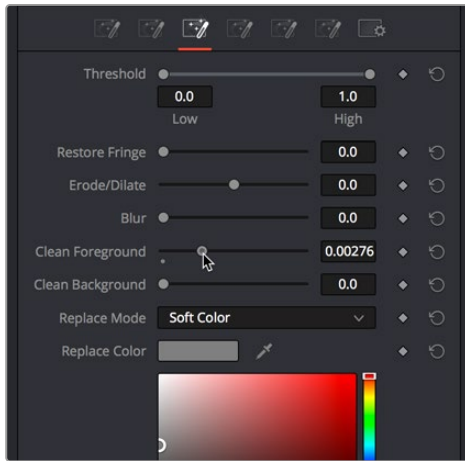 Threshold
0.0 1.0
Low High
Restore Fringe 0.0
Erode/Dilate 0.0
Blur 0.0
Clean Foreground 0.00276
Clean Background 0.0
Replace Mode Soft Color
Replace Color